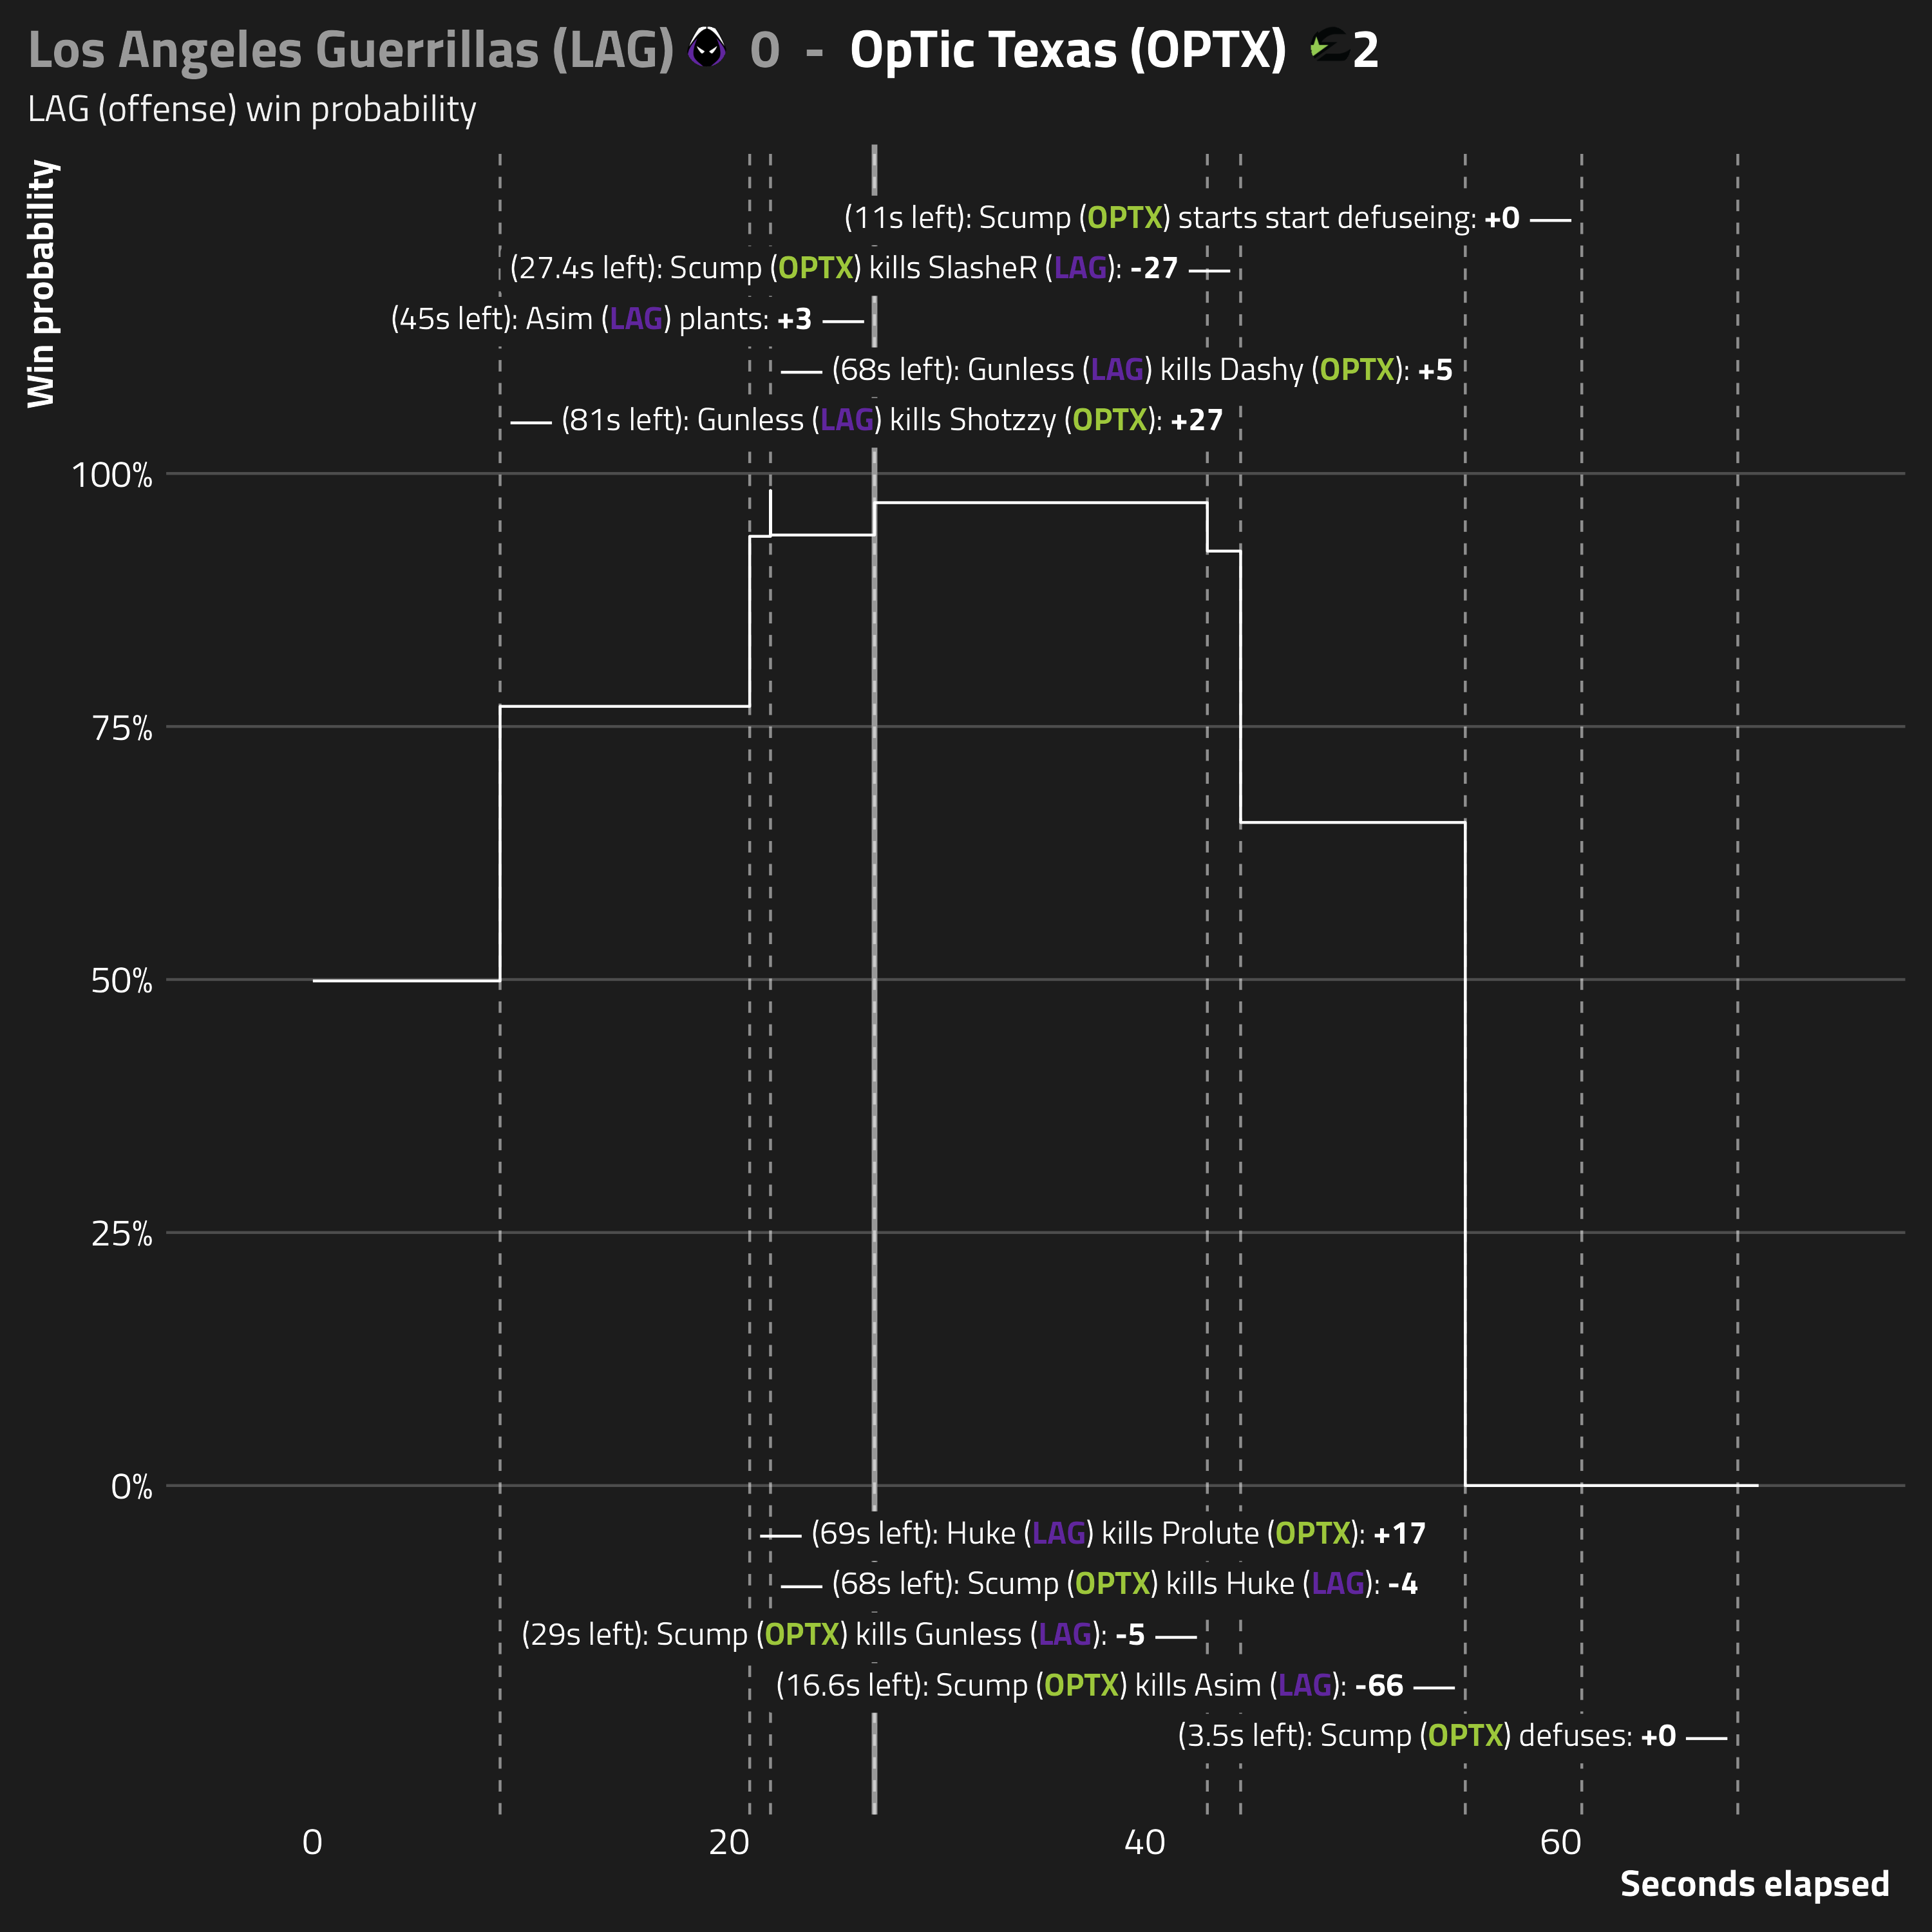 Los Angeles Guerrillas (LAG) 0 - OpTic Texas (OPTX) 2
LAG (offense) win probability
Win probability
(11s left): Scump (OPTX) starts start defuseing: +0
(27.4s left): Scump (OPTX) kills SlasheR (LAG): -27
(45s left): Asim (LAG) plants: +3
(68s left): Gunless (LAG) kills Dashy (OPTX): +5
(81s left): Gunless (LAG) kills Shotzzy (OPTX): +27
100%
75%
50%
25%
0%
(69s left): Huke (LAG) kills Prolute (OPTX): +17
(68s left): Scump (OPTX) kills Huke (LAG): -4
(29s left): Scump (OPTX) kills Gunless (LAG): -5
(16.6s left): Scump (OPTX) kills Asim (LAG): -66
(3.5s left): Scump (OPTX) defuses: +0
0 20 40 60
Seconds elapsed